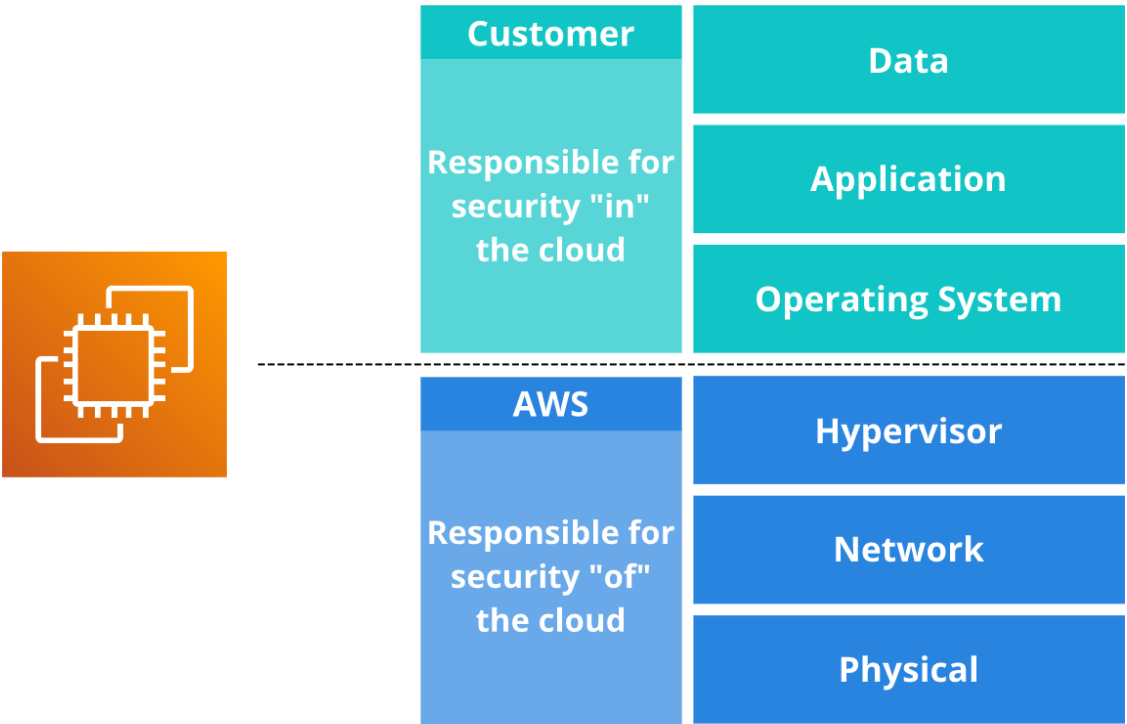 Customer
Responsible for
security "in"
the cloud
Data
Application
Operating System
AWS
Responsible for
security "of"
the cloud
Hypervisor
Network
Physical